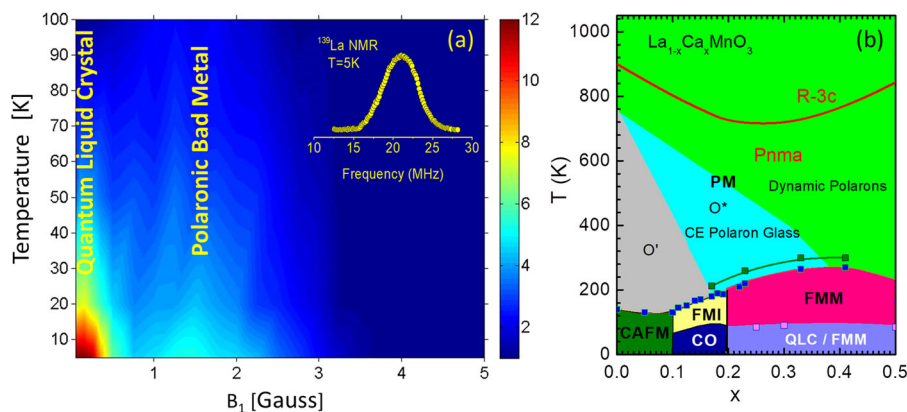 (a)
139La NMR
T=5K
10 15 20 25 30
Frequency (MHz)
Quantum Liquid Crystal
Polaronic Bad Metal
Temperature [K]
100
90
80
70
60
50
40
30
20
10
1 2 3 4 5
B1 [Gauss]
12
10
8
6
4
2
(b)
La1-xCaxMnO3
R-3c
Pnma
PM
Dynamic Polarons
O*
CE Polaron Glass
O'
FMI
FMM
CAFM
CO
QLC / FMM
T (K)
1000
800
600
400
200
0
0.0 0.1 0.2 0.3 0.4 0.5
x